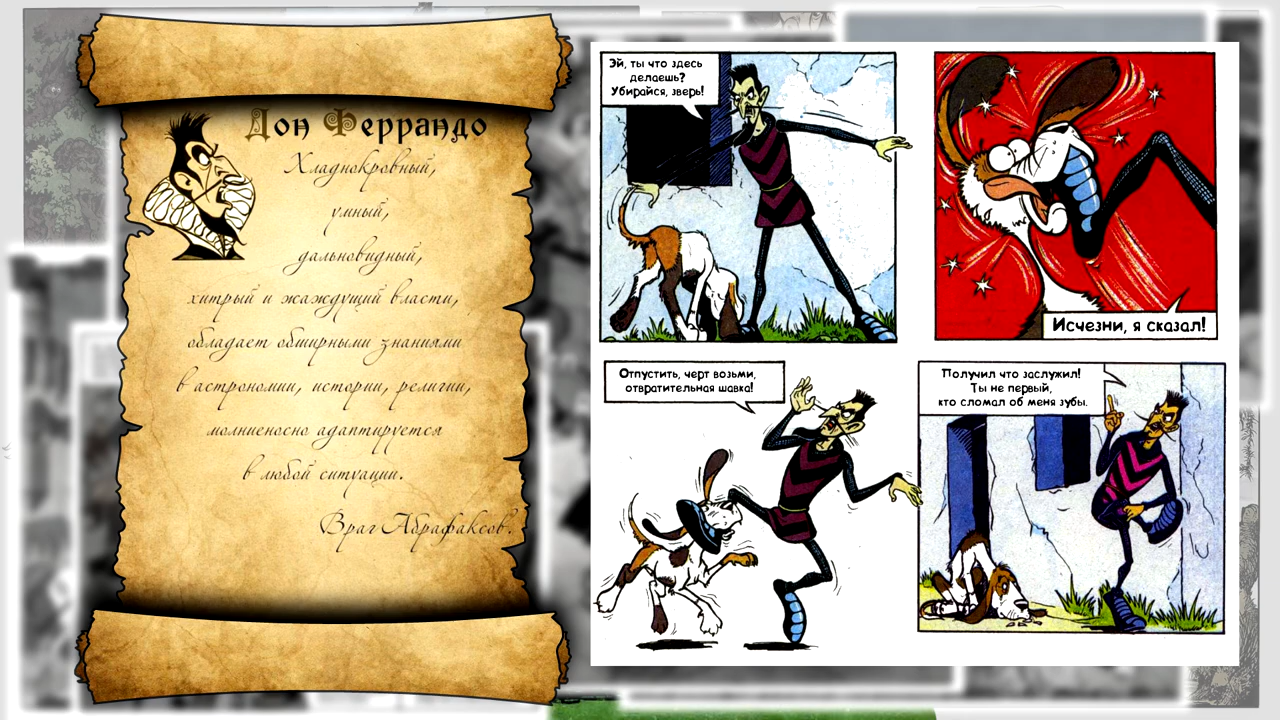 Дон Феррандо
Хладнокровный,
умный,
дальновидный,
хитрый и жаждущий власти,
обладает обширными знаниями
в астрономии, истории, религии,
молниеносно адаптируется
в любой ситуации.
Враг Абрафаксов.
Эй, ты что здесь
делаешь?
Убирайся, зверь!
Исчезни, я сказал!
Отпустить, черт возьми,
отвратительная шавка!
Получил что заслужил!
Ты не первый,
кто сломал об меня зубы.